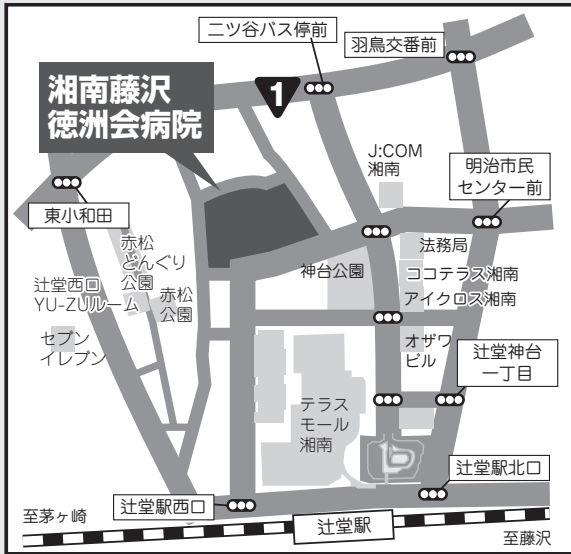 二ツ谷バス停前
羽鳥交番前
1
湘南藤沢
徳洲会病院
J:COM
湘南
明治市民
センター前
東小和田
法務局
赤松
どんぐり
公園
神台公園
ココテラス湘南
辻堂西口
YU-ZUルーム
赤松
公園
アイクロス湘南
セブン
イレブン
オザワ
ビル
辻堂神台
一丁目
テラス
モール
湘南
辻堂駅北口
辻堂駅西口
至茅ヶ崎
辻堂駅
至藤沢